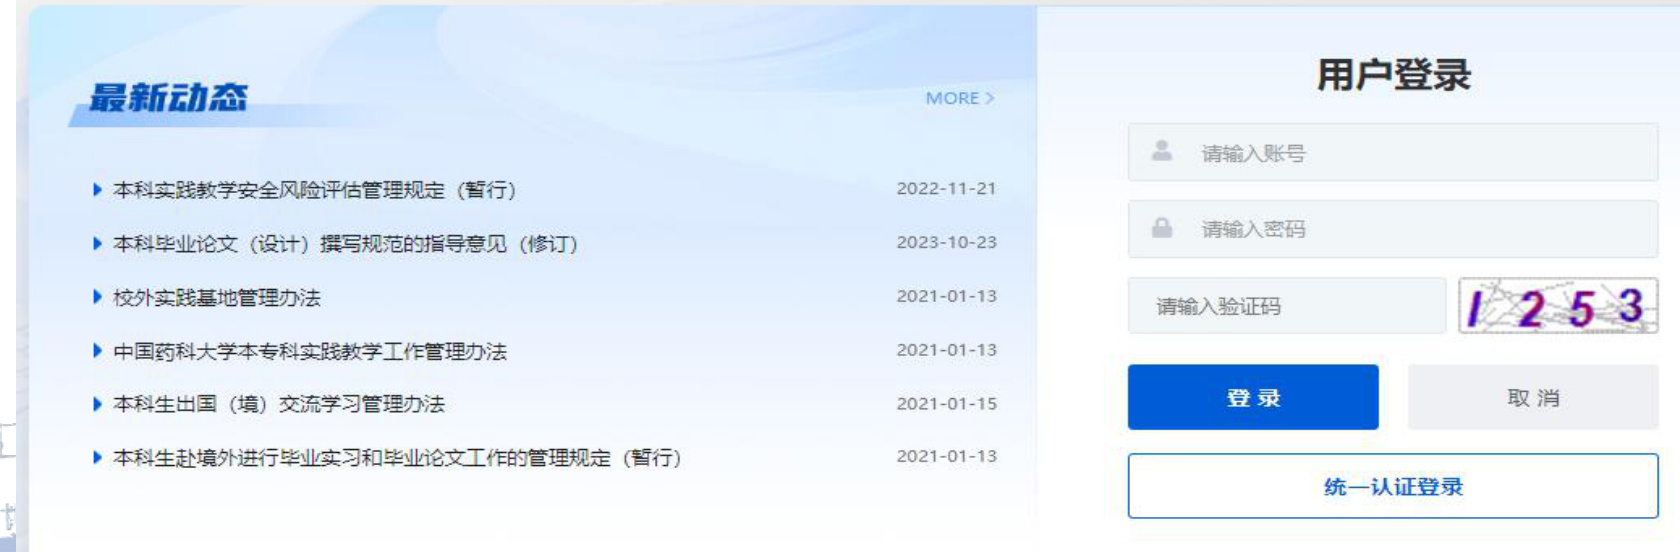 最新动态
MORE >
本科实践教学安全风险评估管理规定（暂行） 2022-11-21
本科毕业论文（设计）撰写规范的指导意见（修订） 2023-10-23
校外实践基地管理办法 2021-01-13
中国药科大学本专科实践教学工作管理办法 2021-01-13
本科生出国（境）交流学习管理办法 2021-01-15
本科生赴境外进行毕业实习和毕业论文工作的管理规定（暂行） 2021-01-13
用户登录
请输入账号
请输入密码
请输入验证码 1253
登录 取消
统一认证登录